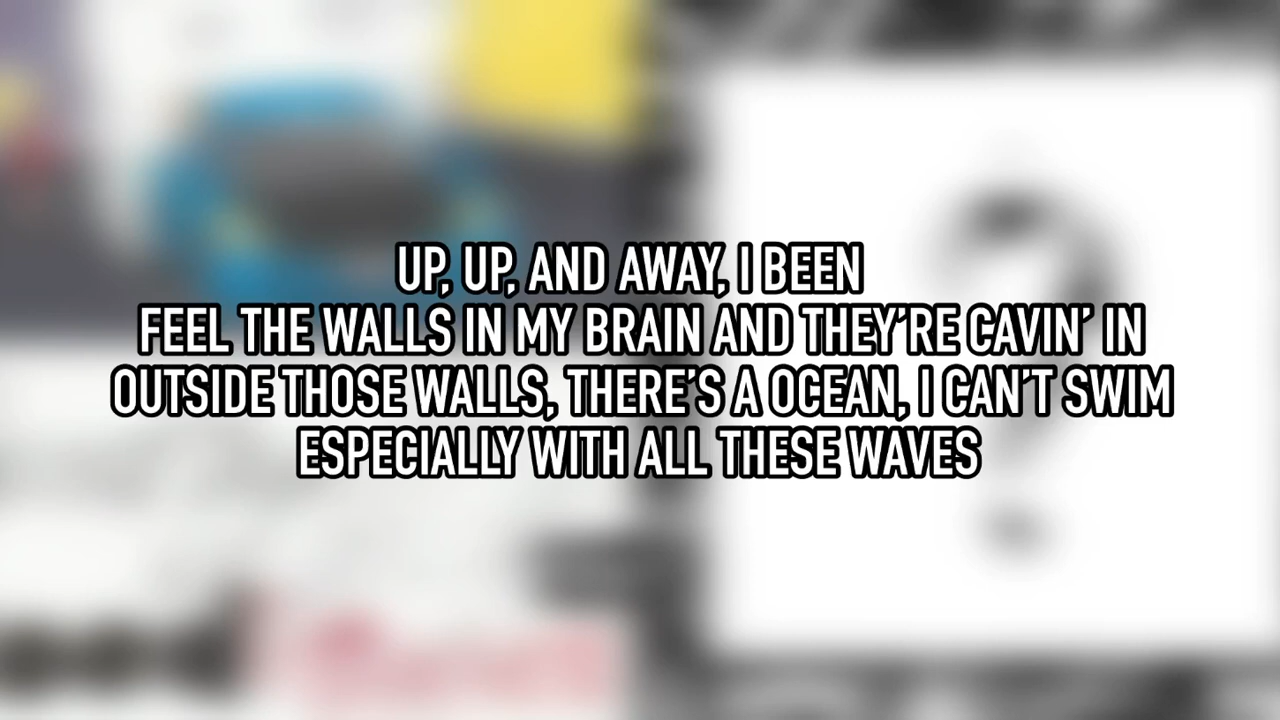 UP, UP, AND AWAY, I BEEN
FEEL THE WALLS IN MY BRAIN AND THEY'RE CAVIN' IN
OUTSIDE THOSE WALLS, THERE'S A OCEAN, I CAN'T SWIM
ESPECIALLY WITH ALL THESE WAVES